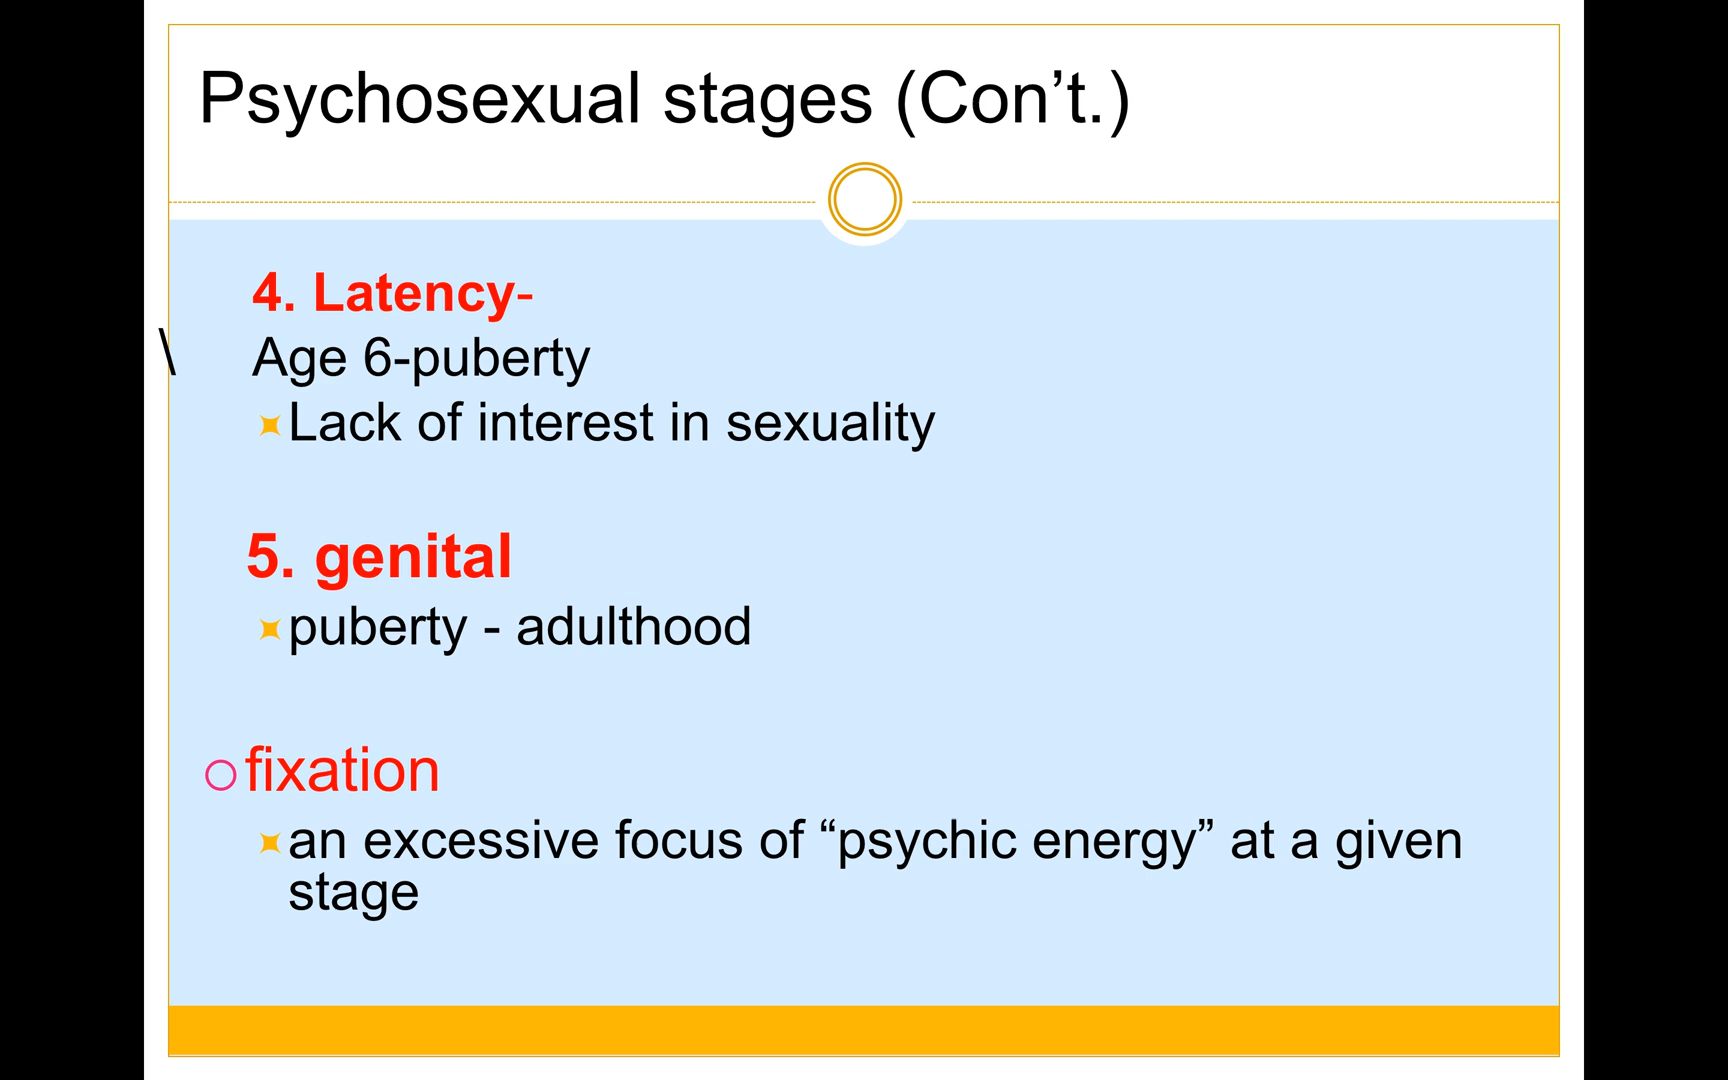 Psychosexual stages (Con’t.)
4. Latency-
\ Age 6-puberty
Lack of interest in sexuality
5. genital
puberty - adulthood
fixation
an excessive focus of “psychic energy” at a given
stage